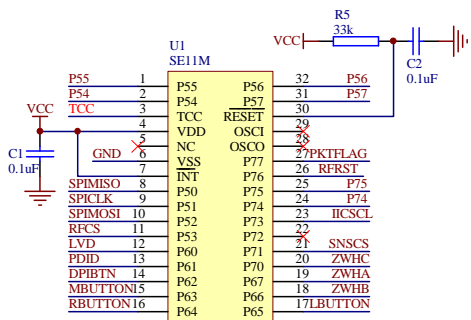 R5
VCC 33k
C2
0.1uF
U1
SE11M
P55 1 P55 P56 32 P56
P54 2 P54 P57 31 P57
TCC 3 TCC RESET 30
VCC
4 VDD OSCI 29
5 NC OSCO 28
C1
0.1uF
GND 6 VSS P77 27 PKTFLAG
7 INT P76 26 RFRST
SPIMISO 8 P50 P75 25 P75
SPICLK 9 P51 P74 24 P74
SPIMOSI 10 P52 P73 23 IICSCL
RFCS 11 P53 P72 22
LVD 12 P60 P71 21 SNSCS
PDID 13 P61 P70 20 ZWHC
DPIBTN 14 P62 P67 19 ZWHA
MBUTTON 15 P63 P66 18 ZWHB
RBUTTON 16 P64 P65 17 LBUTTON